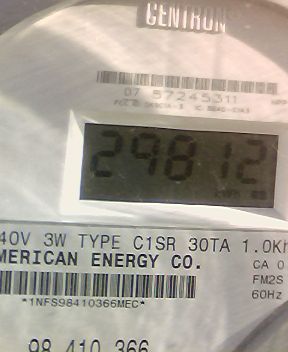 CENTRON®
07 57245311
29812
40V 3W TYPE C1SR 30TA 1.0Kh
MERICAN ENERGY CO.
CA 0
FM2S
60Hz
*1NFS98410366MEC*
98 410 366